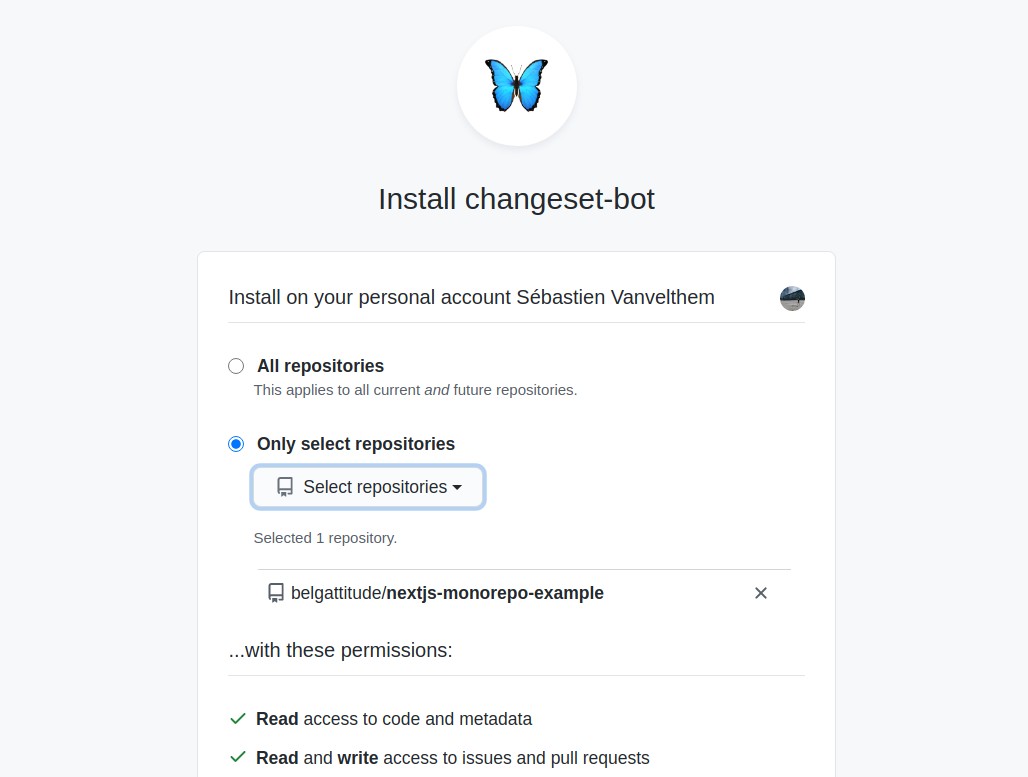 Install changeset-bot
Install on your personal account Sébastien Vanvelthem
All repositories
This applies to all current and future repositories.
Only select repositories
Select repositories
Selected 1 repository.
belgattitude/nextjs-monorepo-example
...with these permissions:
Read access to code and metadata
Read and write access to issues and pull requests